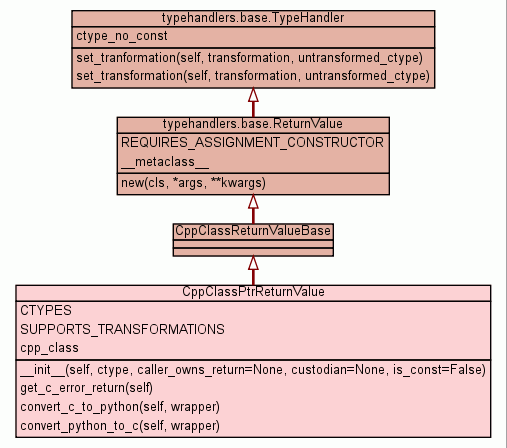 typehandlers.base.TypeHandler
ctype_no_const
set_tranformation(self, transformation, untransformed_ctype)
set_transformation(self, transformation, untransformed_ctype)
typehandlers.base.ReturnValue
REQUIRES_ASSIGNMENT_CONSTRUCTOR
__metaclass__
new(cls, *args, **kwargs)
CppClassReturnValueBase
CppClassPtrReturnValue
CTYPES
SUPPORTS_TRANSFORMATIONS
cpp_class
__init__(self, ctype, caller_owns_return=None, custodian=None, is_const=False)
get_c_error_return(self)
convert_c_to_python(self, wrapper)
convert_python_to_c(self, wrapper)